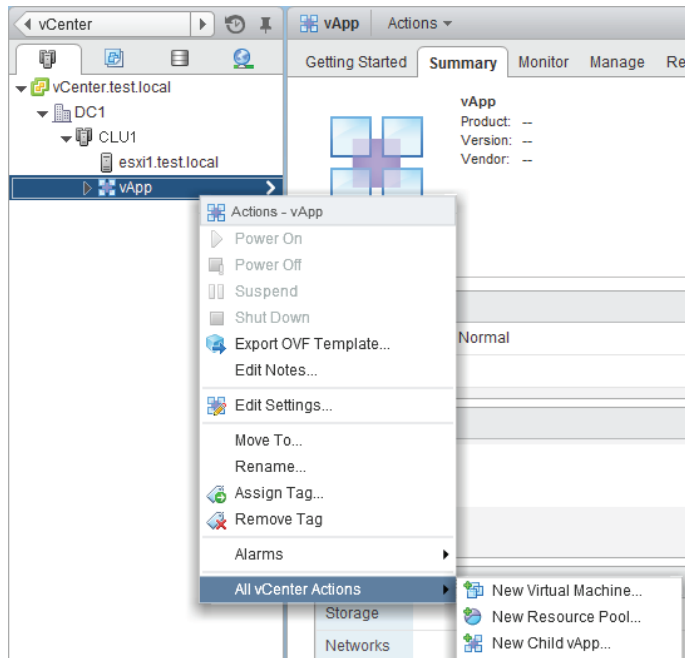 vCenter
vApp Actions
Getting Started Summary Monitor Manage Re
vCenter.test.local
DC1
CLU1
esxi1.test.local
vApp
vApp
Product: --
Version: --
Vendor: --
Actions - vApp
Power On
Power Off
Suspend
Shut Down
Export OVF Template...
Edit Notes...
Edit Settings...
Move To...
Rename...
Assign Tag...
Remove Tag
Alarms
All vCenter Actions
Normal
New Virtual Machine...
New Resource Pool...
New Child vApp...
Storage
Networks